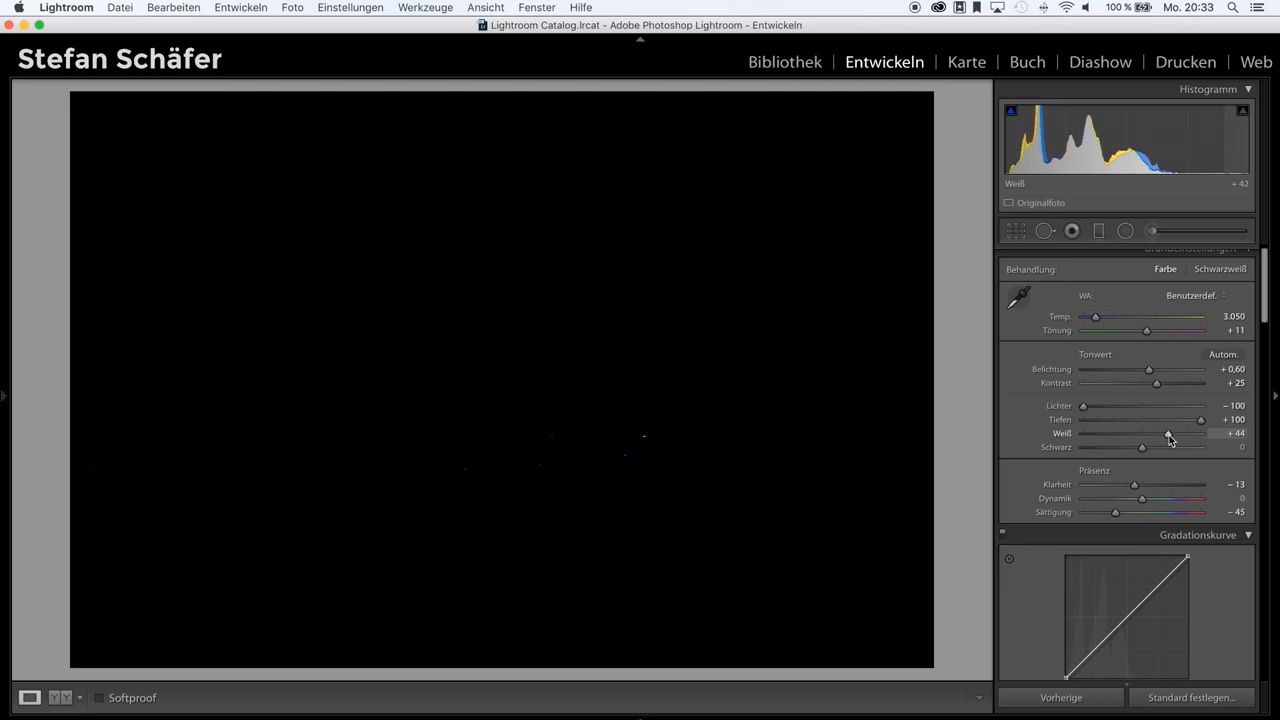 Lightroom Datei Bearbeiten Entwickeln Foto Einstellungen Werkzeuge Ansicht Fenster Hilfe 100 % Mo. 20:33
Lightroom Catalog.lrcat - Adobe Photoshop Lightroom - Entwickeln
Stefan Schäfer
Bibliothek Entwickeln Karte Buch Diashow Drucken Web
Histogramm
Weiß + 42
Originalfoto
Grundeinstellungen
Behandlung: Farbe Schwarzweiß
WA: Benutzerdef.
Temp. 3.050
Tönung + 11
Tonwert Autom.
Belichtung + 0,60
Kontrast + 25
Lichter − 100
Tiefen + 100
Weiß + 44
Schwarz 0
Präsenz
Klarheit − 13
Dynamik 0
Sättigung − 45
Gradationskurve
YY Softproof Vorherige Standard festlegen...